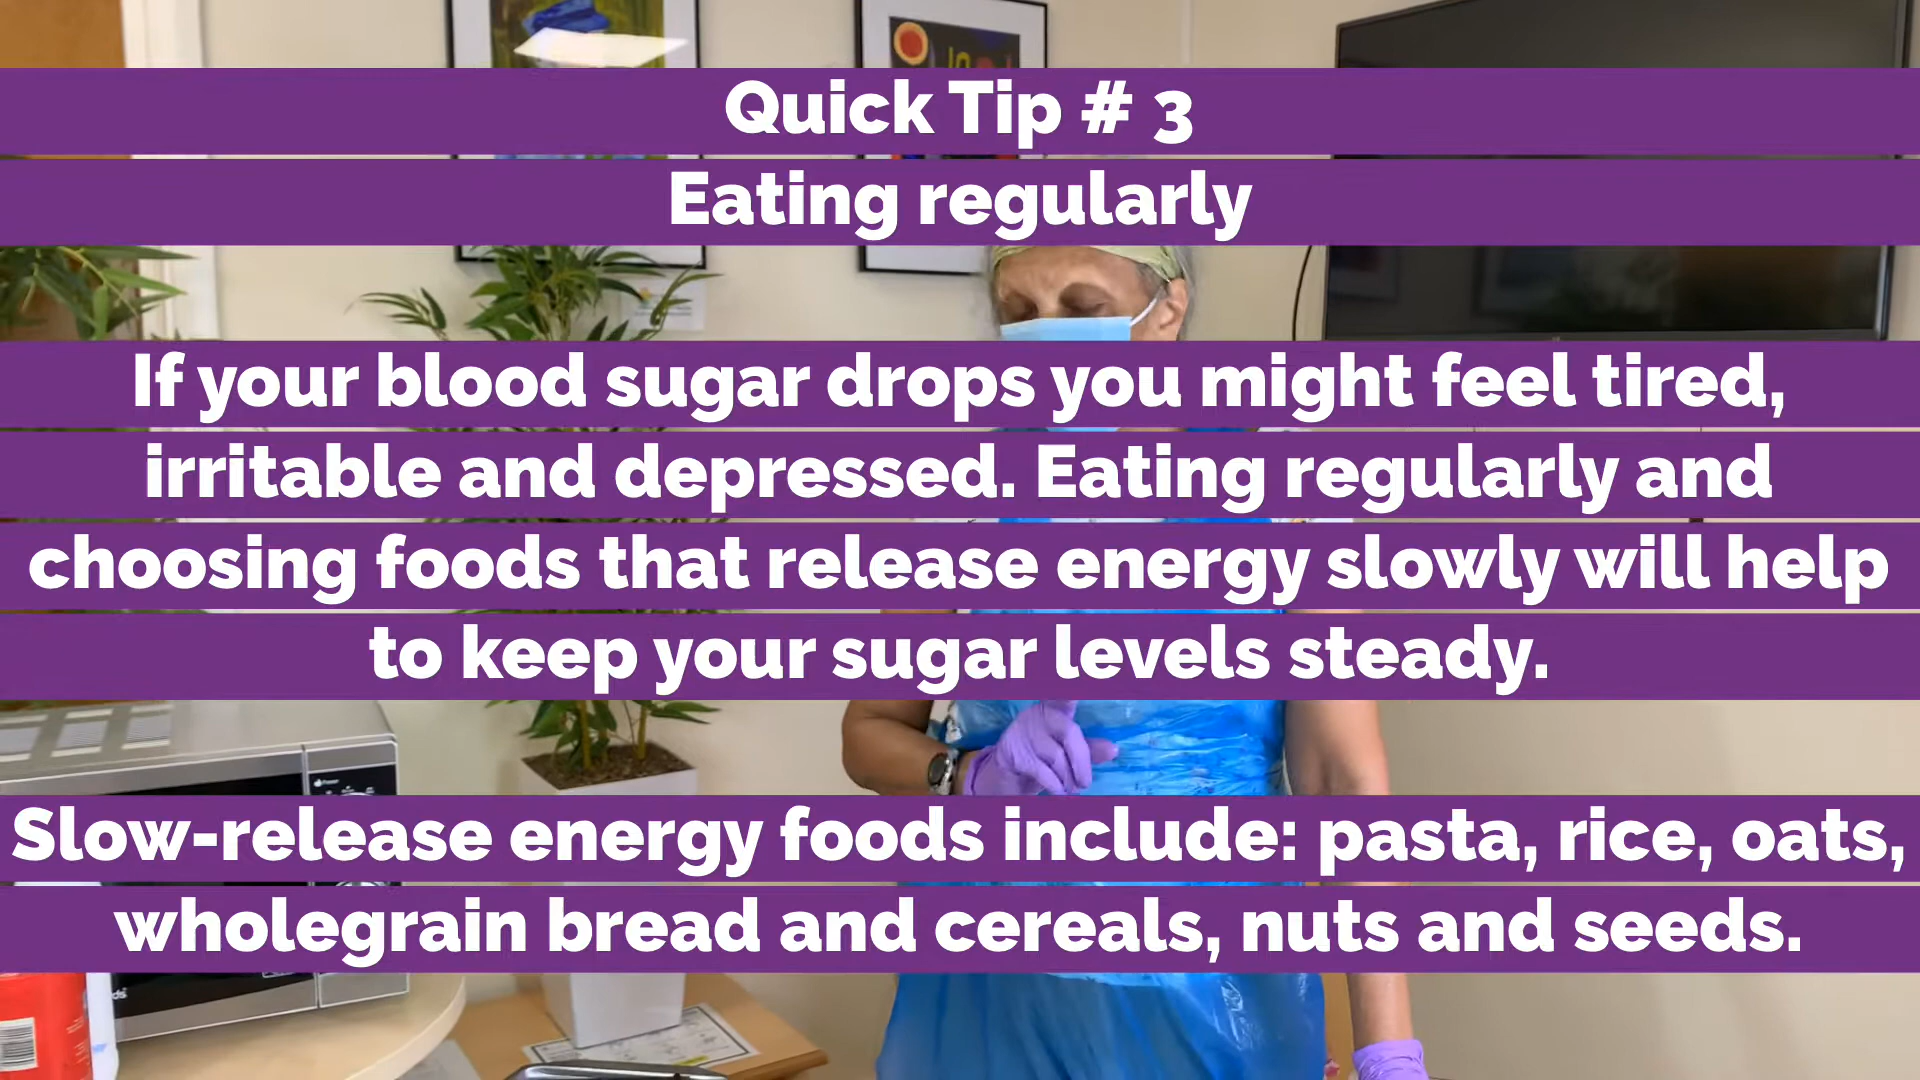 Quick Tip # 3
Eating regularly
If your blood sugar drops you might feel tired,
irritable and depressed. Eating regularly and
choosing foods that release energy slowly will help
to keep your sugar levels steady.
Slow-release energy foods include: pasta, rice, oats,
wholegrain bread and cereals, nuts and seeds.